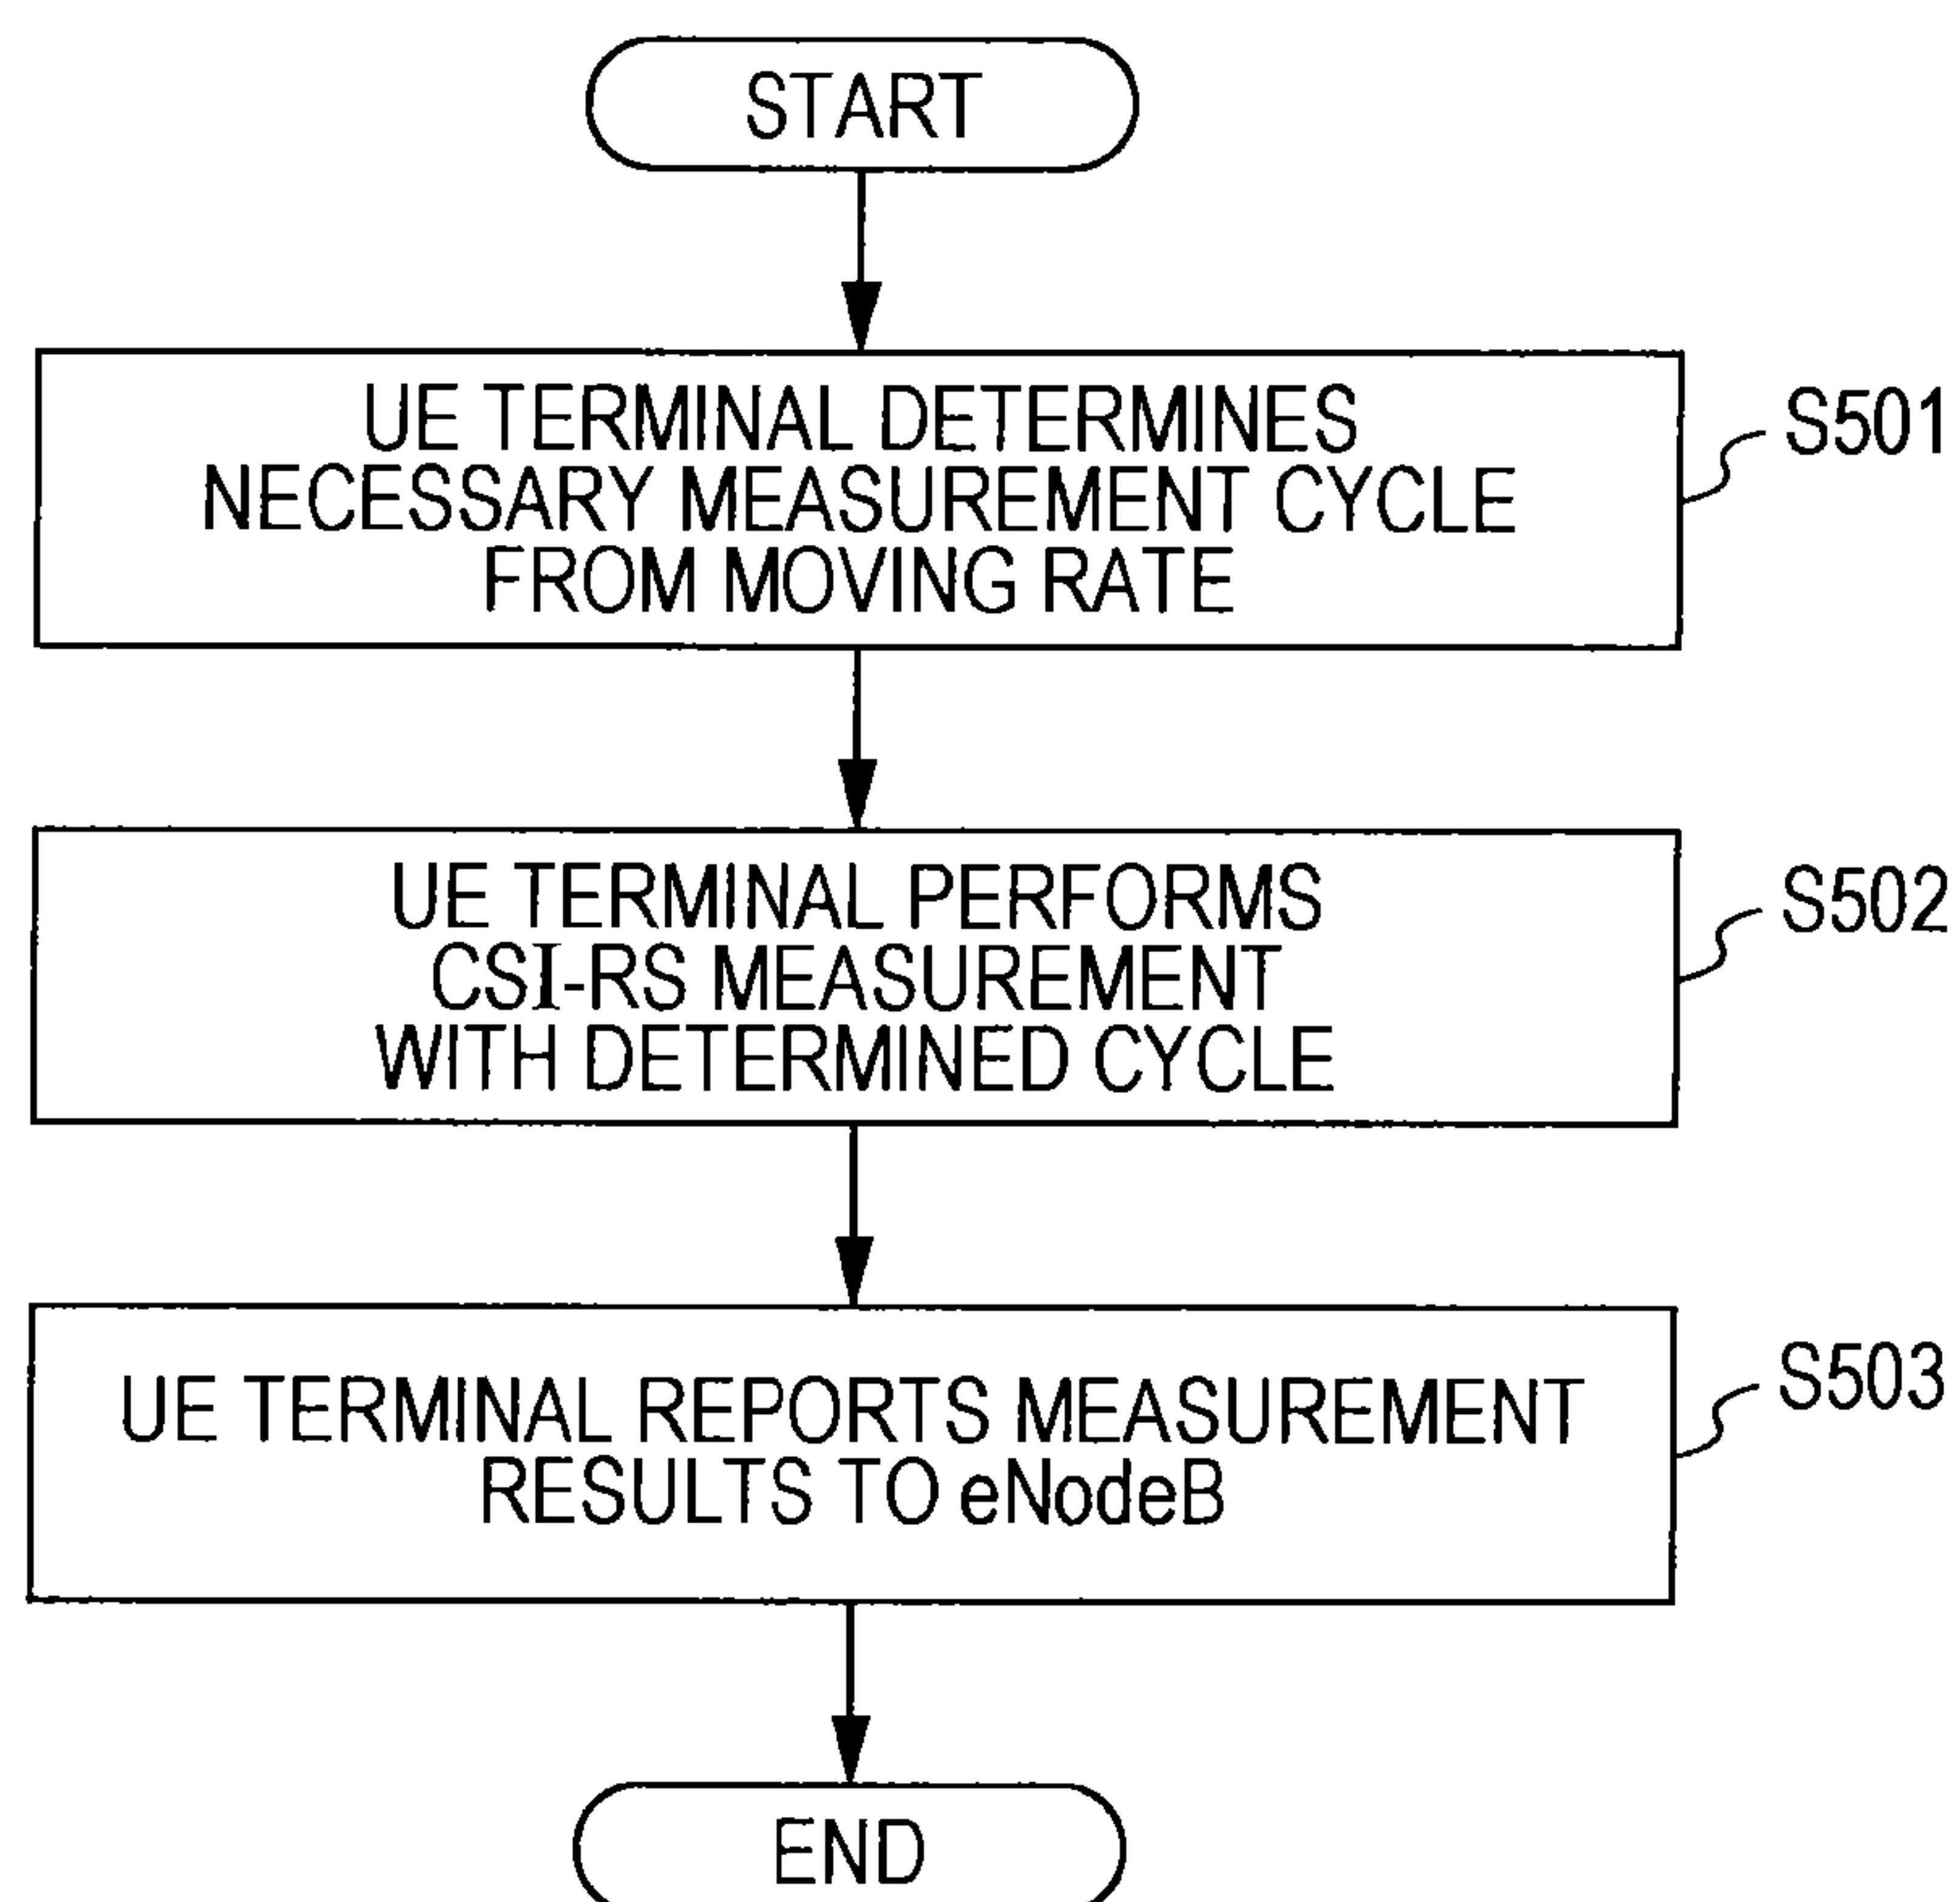 START
UE TERMINAL DETERMINES
NECESSARY MEASUREMENT CYCLE
FROM MOVING RATE
S501
UE TERMINAL PERFORMS
CSI-RS MEASUREMENT
WITH DETERMINED CYCLE
S502
UE TERMINAL REPORTS MEASUREMENT
RESULTS TO eNodeB
S503
END